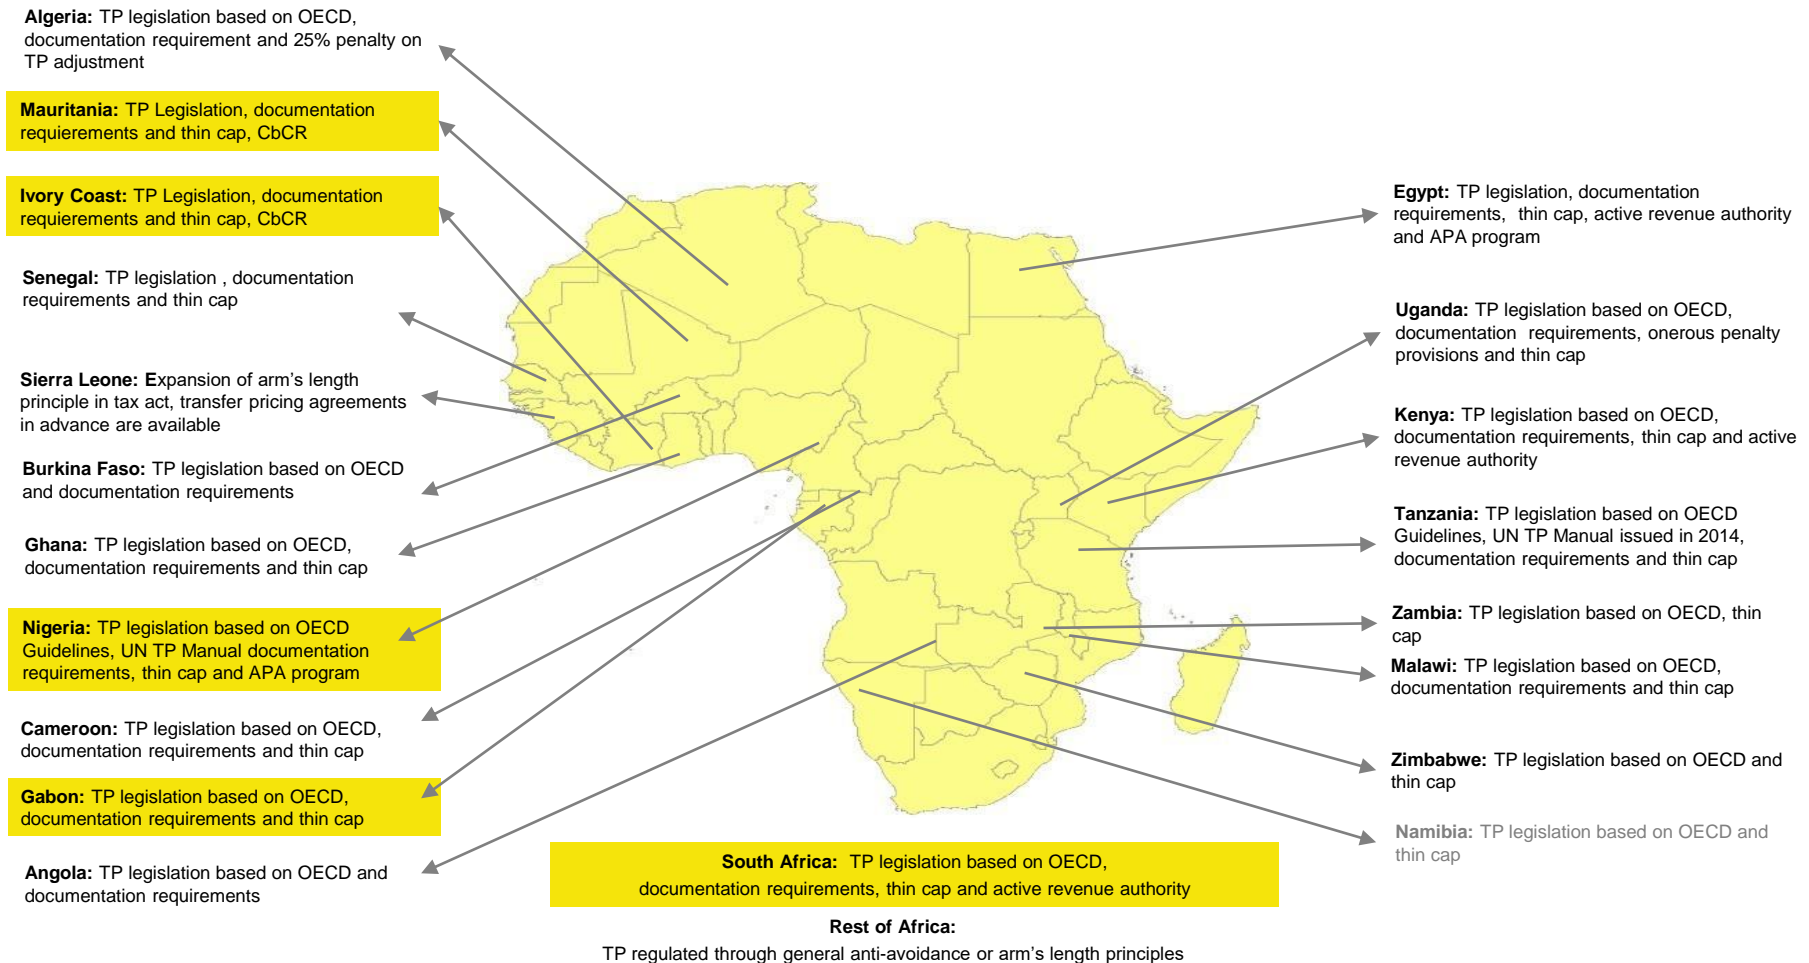 Algeria: TP legislation based on OECD,
documentation requirement and 25% penalty on
TP adjustment
Mauritania: TP Legislation, documentation
requierements and thin cap, CbCR
Ivory Coast: TP Legislation, documentation
requierements and thin cap, CbCR
Senegal: TP legislation , documentation
requirements and thin cap
Sierra Leone: Expansion of arm's length
principle in tax act, transfer pricing agreements
in advance are available
Burkina Faso: TP legislation based on OECD
and documentation requirements
Ghana: TP legislation based on OECD,
documentation requirements and thin cap
Nigeria: TP legislation based on OECD
Guidelines, UN TP Manual documentation
requirements, thin cap and APA program
Cameroon: TP legislation based on OECD,
documentation requirements and thin cap
Gabon: TP legislation based on OECD,
documentation requirements and thin cap
Angola: TP legislation based on OECD and
documentation requirements
Egypt: TP legislation, documentation
requirements, thin cap, active revenue authority
and APA program
Uganda: TP legislation based on OECD,
documentation requirements, onerous penalty
provisions and thin cap
Kenya: TP legislation based on OECD,
documentation requirements, thin cap and active
revenue authority
Tanzania: TP legislation based on OECD
Guidelines, UN TP Manual issued in 2014,
documentation requirements and thin cap
Zambia: TP legislation based on OECD, thin
cap
Malawi: TP legislation based on OECD,
documentation requirements and thin cap
Zimbabwe: TP legislation based on OECD and
thin cap
Namibia: TP legislation based on OECD and
thin cap
South Africa: TP legislation based on OECD,
documentation requirements, thin cap and active revenue authority
Rest of Africa:
TP regulated through general anti-avoidance or arm's length principles